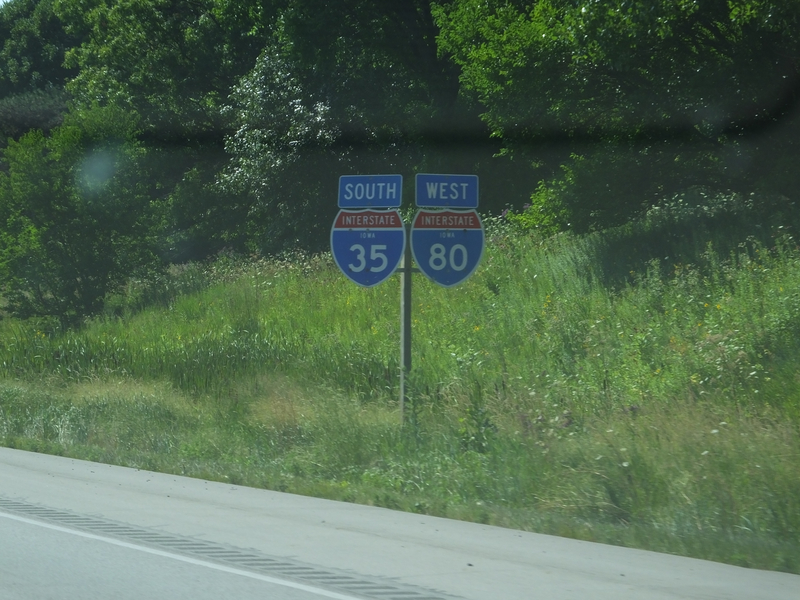 SOUTH
INTERSTATE
IOWA
35
WEST
INTERSTATE
IOWA
80